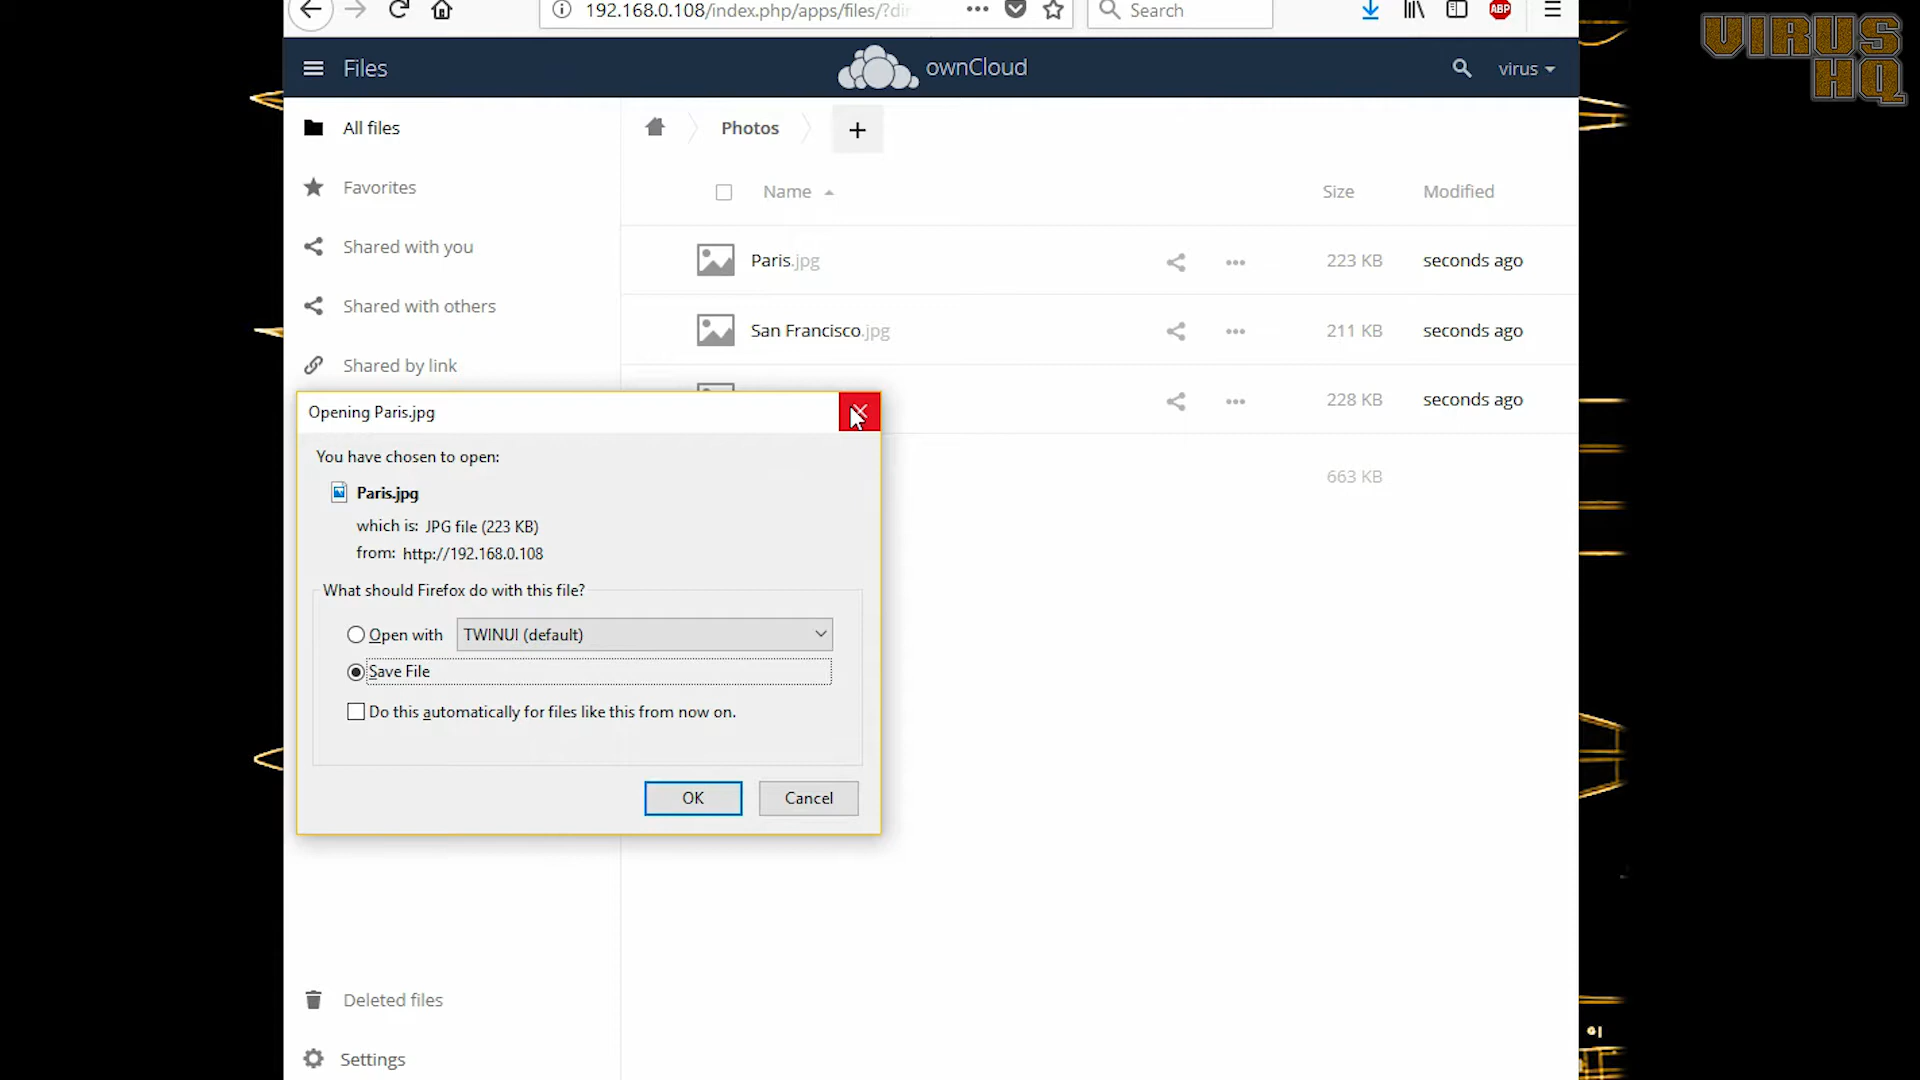 192.168.0.108/index.php/apps/files/?di
Search
ABP
VIRUS
HQ
Files
ownCloud
virus
All files
Photos
+
Favorites
Name
Size
Modified
Shared with you
Paris.jpg
223 KB
seconds ago
Shared with others
San Francisco.jpg
211 KB
seconds ago
Shared by link
228 KB
seconds ago
663 KB
Opening Paris.jpg
You have chosen to open:
Paris.jpg
which is: JPG file (223 KB)
from: http://192.168.0.108
What should Firefox do with this file?
Open with
TWINUI (default)
Save File
Do this automatically for files like this from now on.
OK
Cancel
Deleted files
Settings